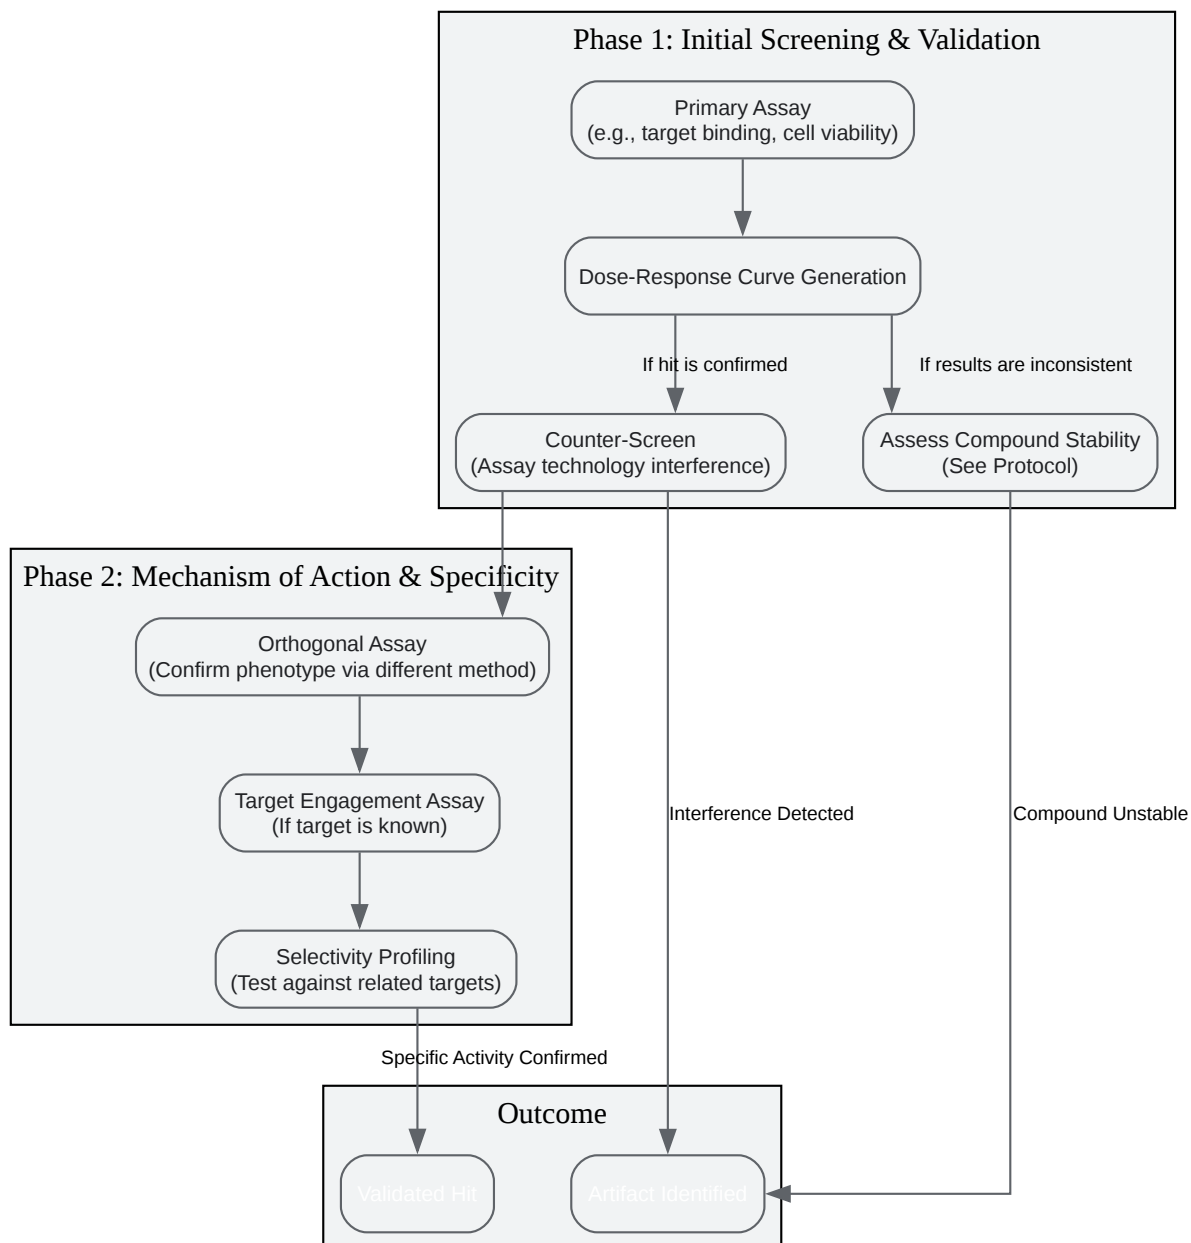 Phase 1: Initial Screening & Validation
Primary Assay
(e.g., target binding, cell viability)
Dose-Response Curve Generation
If hit is confirmed
If results are inconsistent
Counter-Screen
(Assay technology interference)
Assess Compound Stability
(See Protocol)
Phase 2: Mechanism of Action & Specificity
Orthogonal Assay
(Confirm phenotype via different method)
Target Engagement Assay
(If target is known)
Interference Detected
Compound Unstable
Selectivity Profiling
(Test against related targets)
Specific Activity Confirmed
Outcome
Validated Hit
Artifact Identified